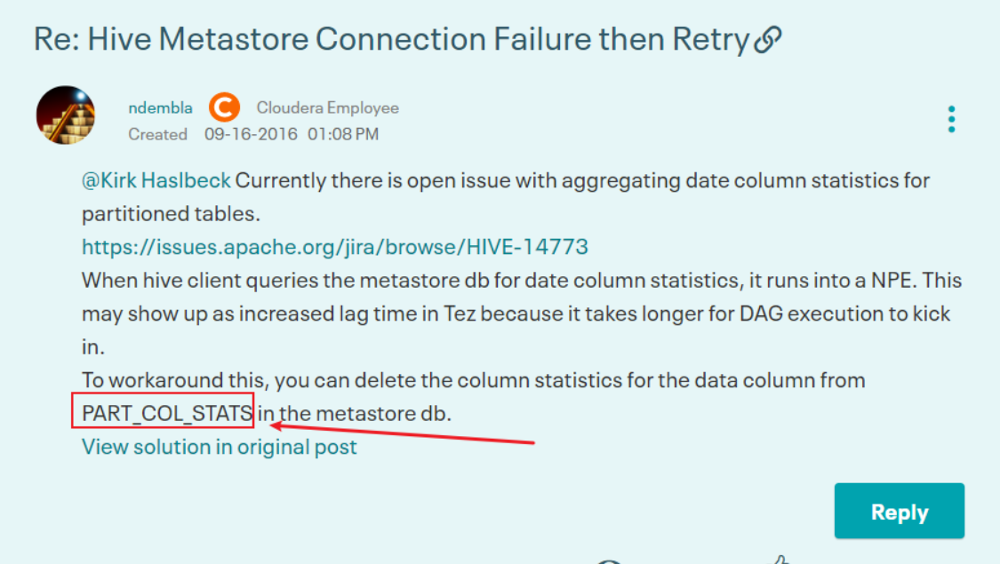 Re: Hive Metastore Connection Failure then Retry
ndembla Cloudera Employee
Created 09-16-2016 01:08 PM
@Kirk Haslbeck Currently there is open issue with aggregating date column statistics for
partitioned tables.
https://issues.apache.org/jira/browse/HIVE-14773
When hive client queries the metastore db for date column statistics, it runs into a NPE. This
may show up as increased lag time in Tez because it takes longer for DAG execution to kick
in.
To workaround this, you can delete the column statistics for the data column from
PART_COL_STATS in the metastore db.
View solution in original post
Reply